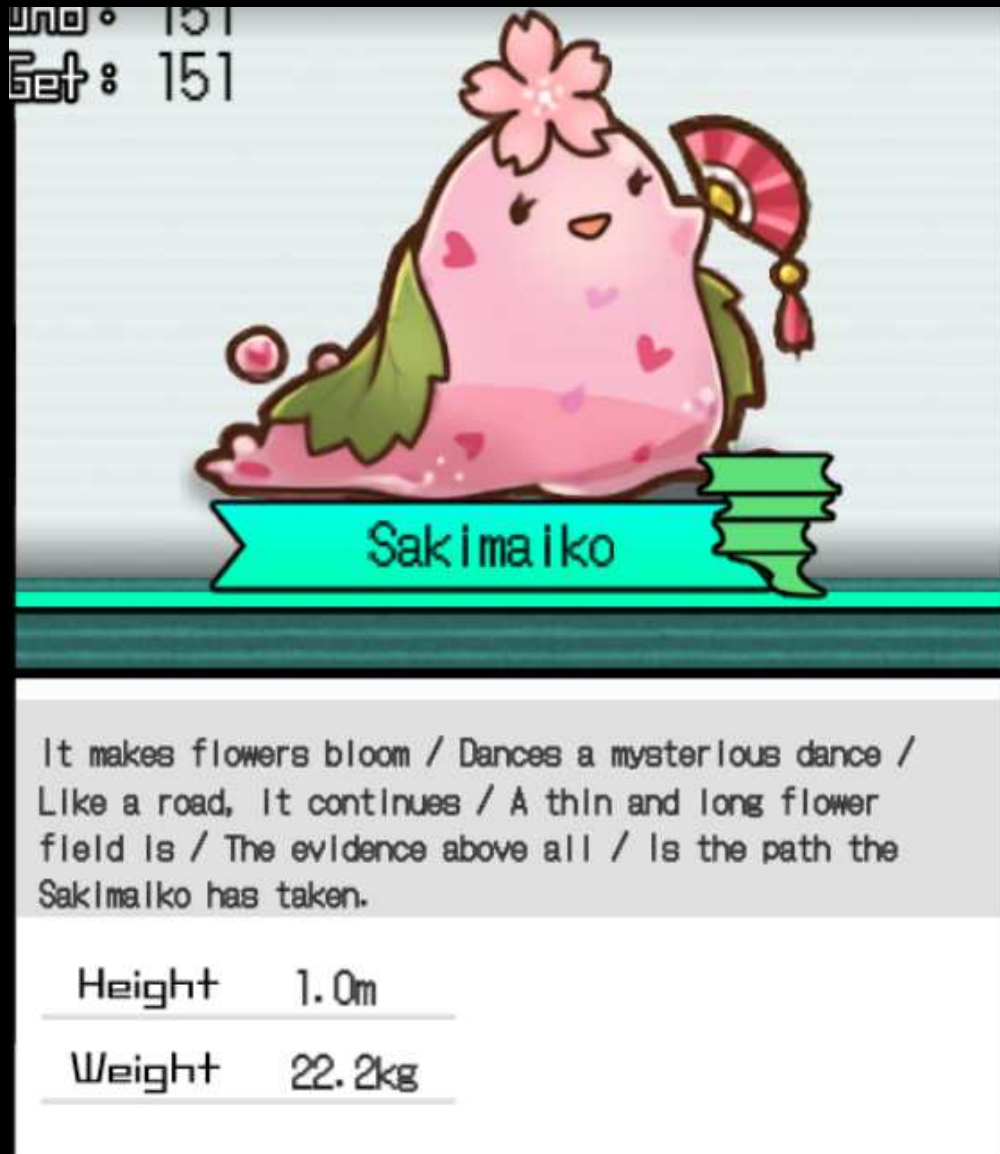 151
Get: 151
Sakimaiko
It makes flowers bloom / Dances a mysterious dance /
Like a road, it continues / A thin and long flower
field is / The evidence above all / Is the path the
Sakimaiko has taken.
Height 1.0m
Weight 22.2kg